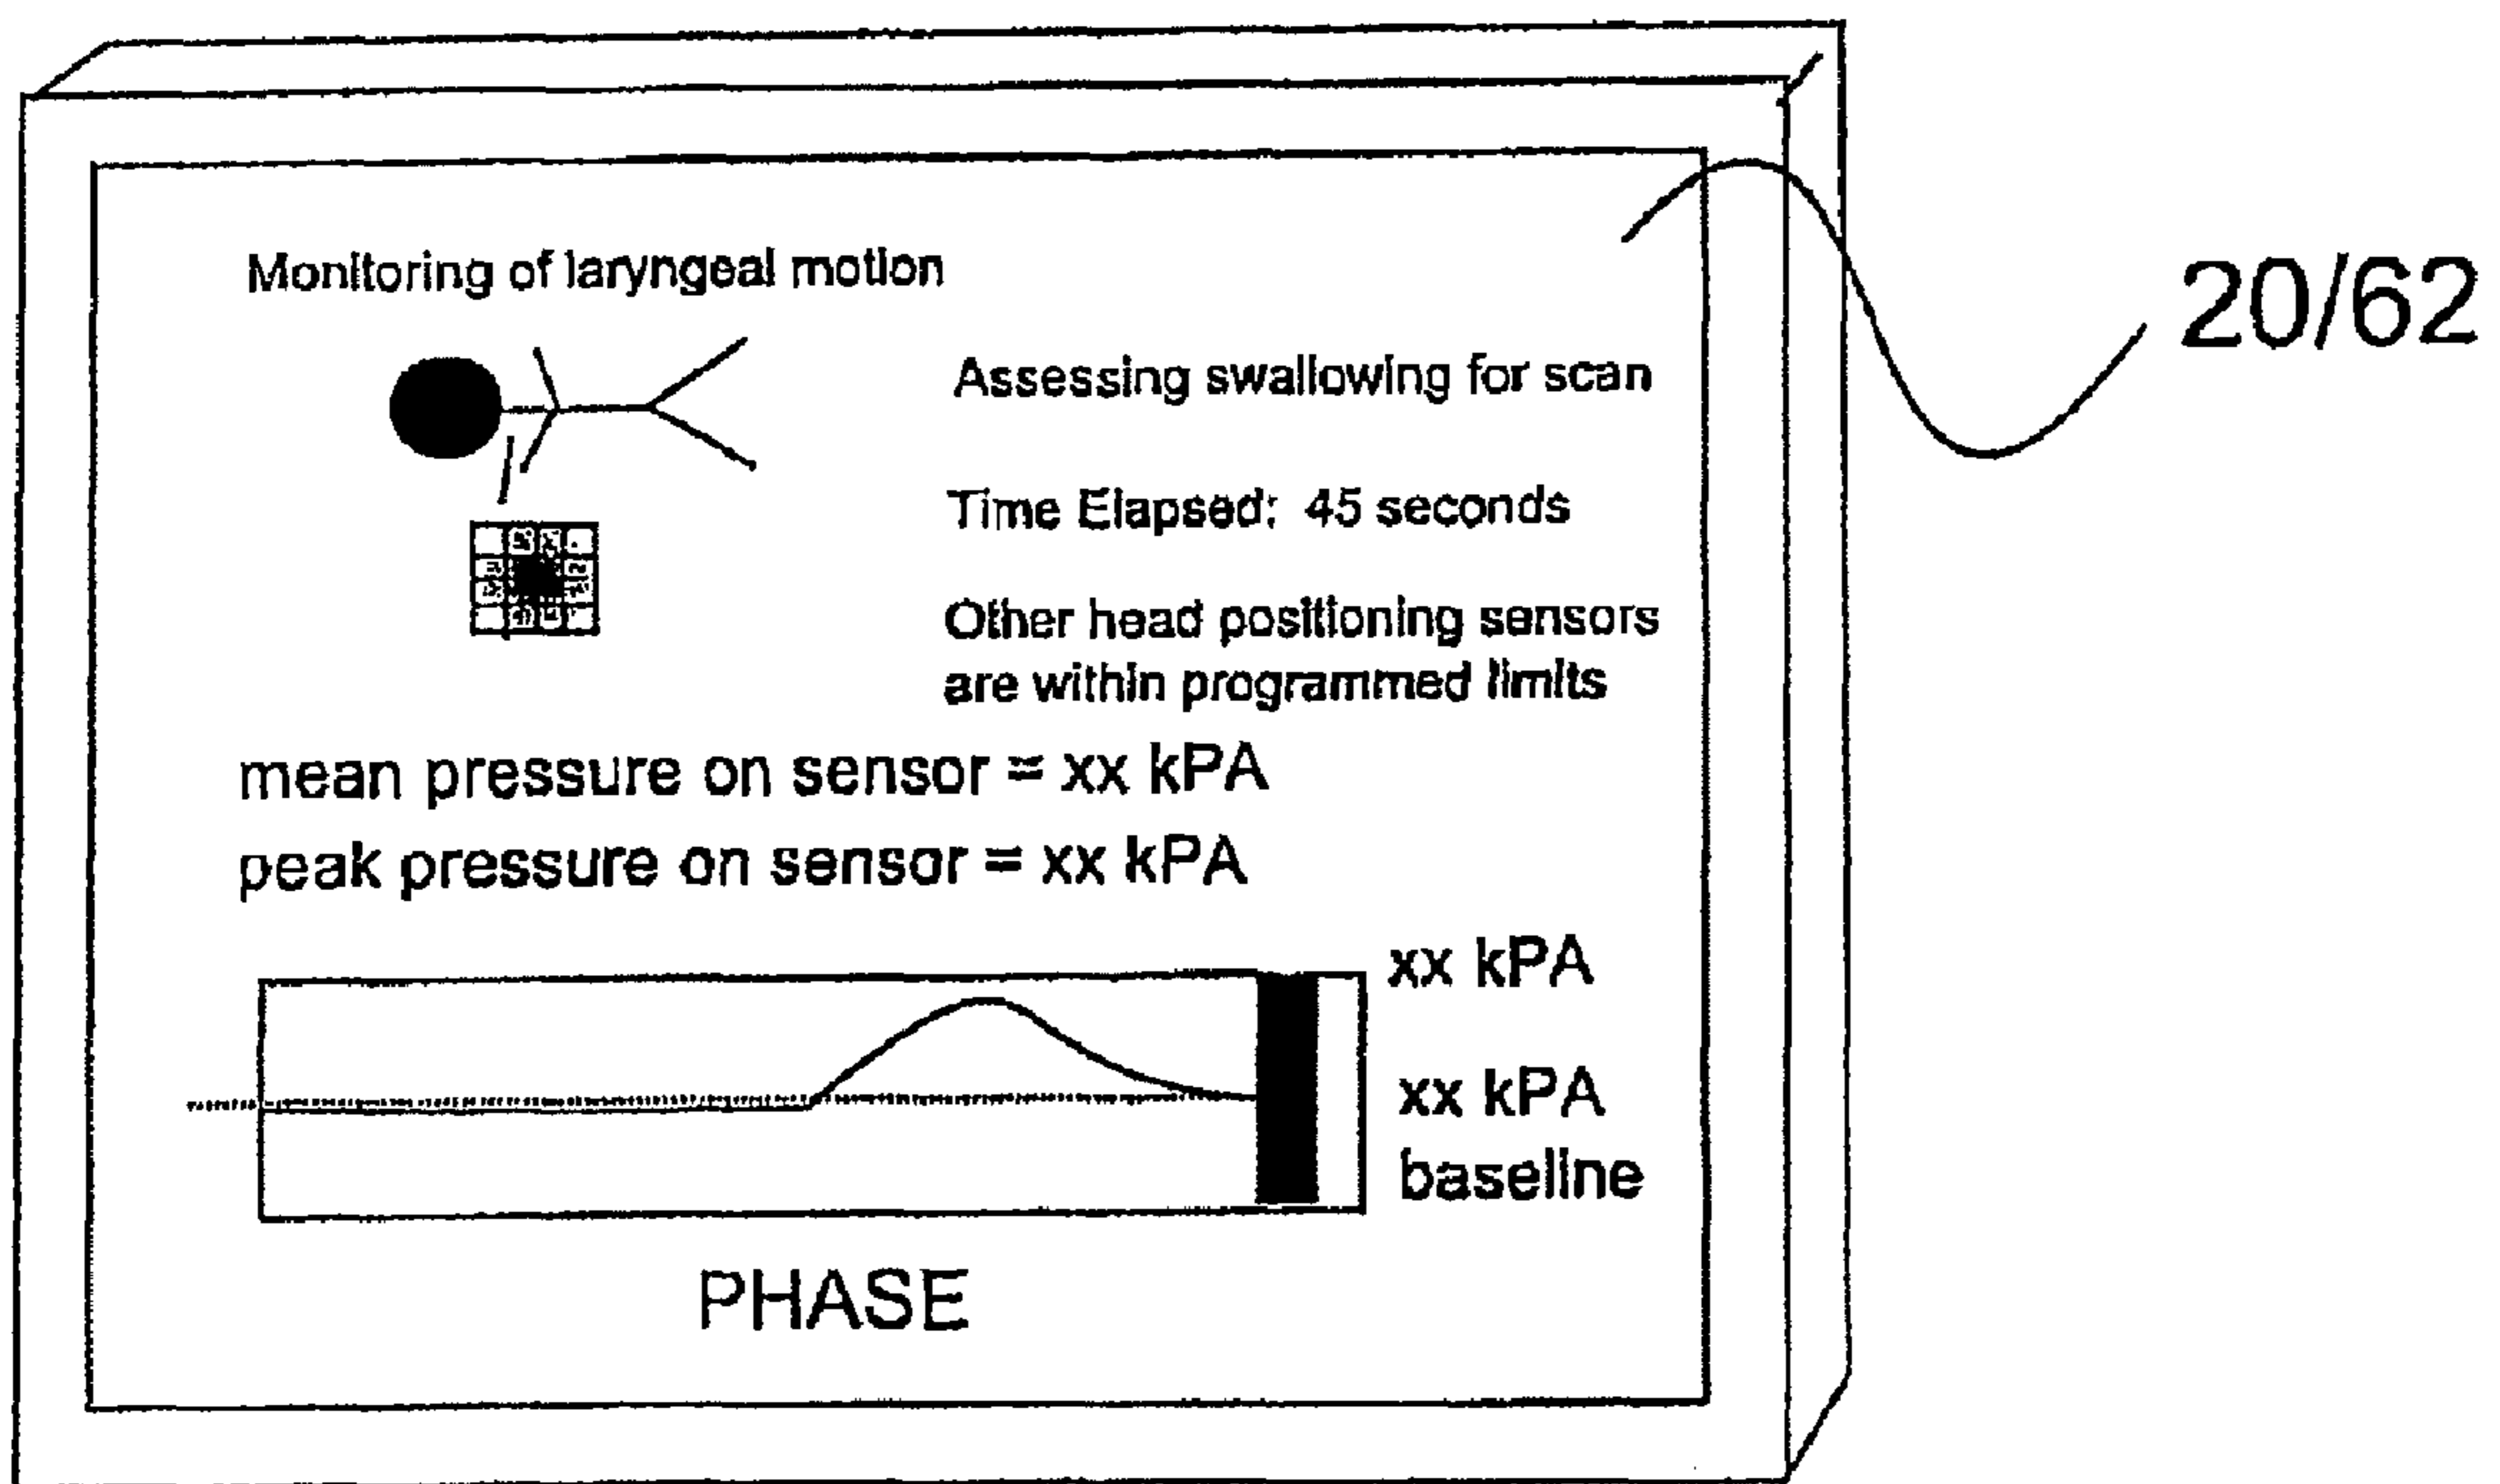 Monitoring of laryngeal motion
20/62
Assessing swallowing for scan
Time Elapsed: 45 seconds
Other head positioning sensors
are within programmed limits
mean pressure on sensor = xx kPA
peak pressure on sensor = xx kPA
xx kPA
xx kPA
baseline
PHASE